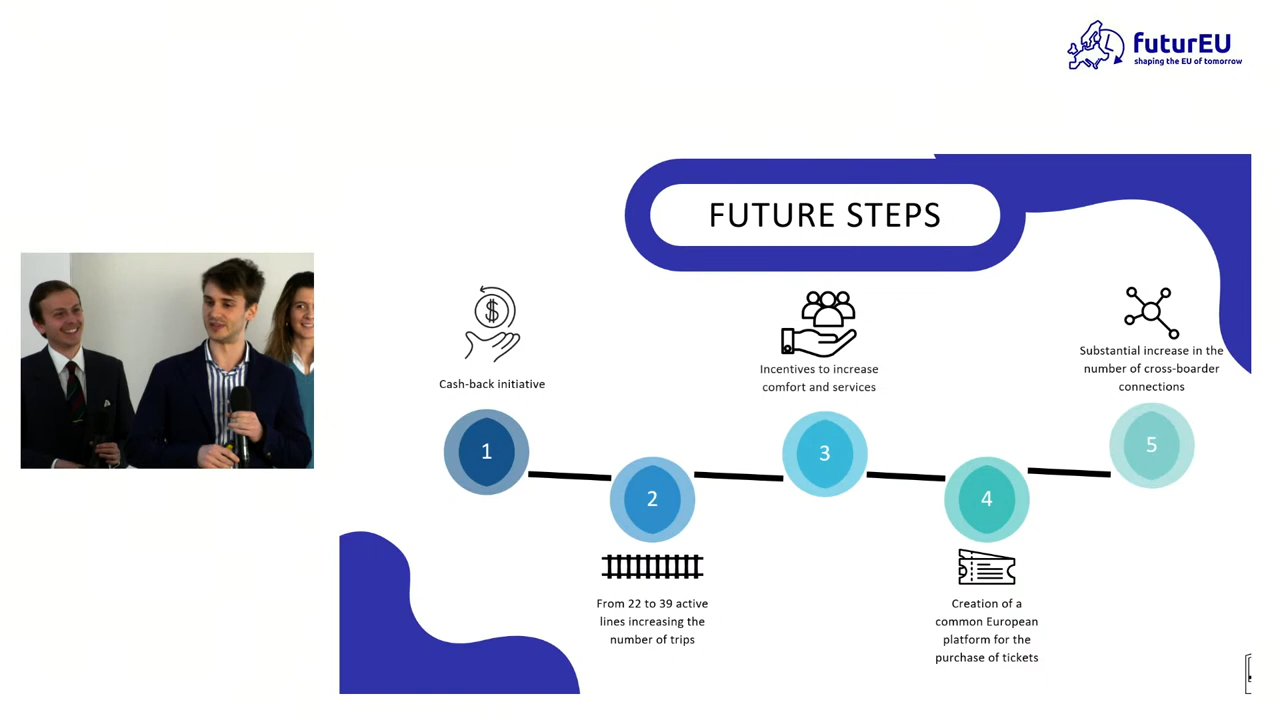 futurEU
shaping the EU of tomorrow
FUTURE STEPS
Cash-back initiative
Incentives to increase
comfort and services
Substantial increase in the
number of cross-boarder
connections
1
2
3
4
5
From 22 to 39 active
lines increasing the
number of trips
Creation of a
common European
platform for the
purchase of tickets